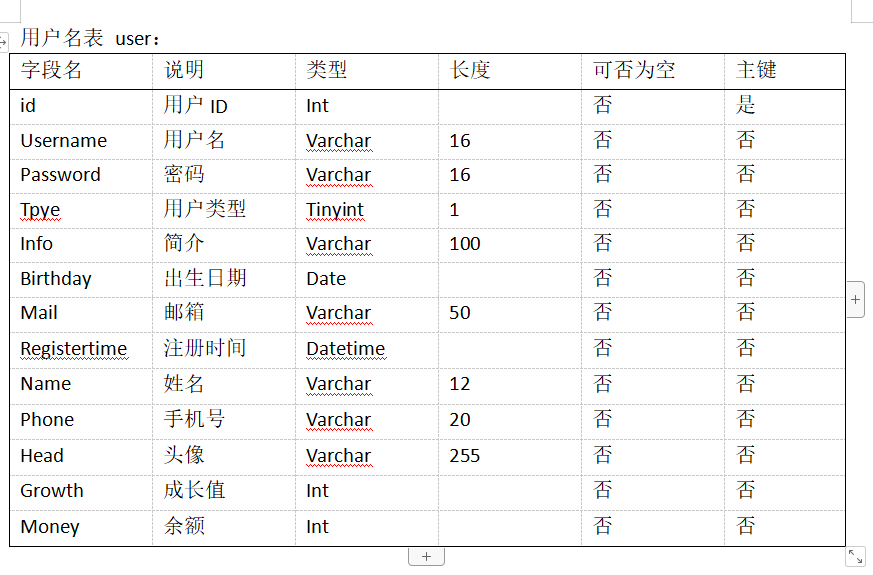 用户名表 user：
字段名 说明 类型 长度 可否为空 主键
id 用户 ID Int 否 是
Username 用户名 Varchar 16 否 否
Password 密码 Varchar 16 否 否
Tpye 用户类型 Tinyint 1 否 否
Info 简介 Varchar 100 否 否
Birthday 出生日期 Date 否 否
Mail 邮箱 Varchar 50 否 否
Registertime 注册时间 Datetime 否 否
Name 姓名 Varchar 12 否 否
Phone 手机号 Varchar 20 否 否
Head 头像 Varchar 255 否 否
Growth 成长值 Int 否 否
Money 余额 Int 否 否